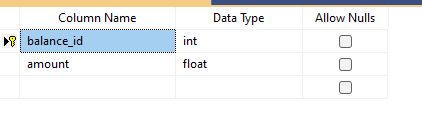 Column Name Data Type Allow Nulls
balance_id int
amount float